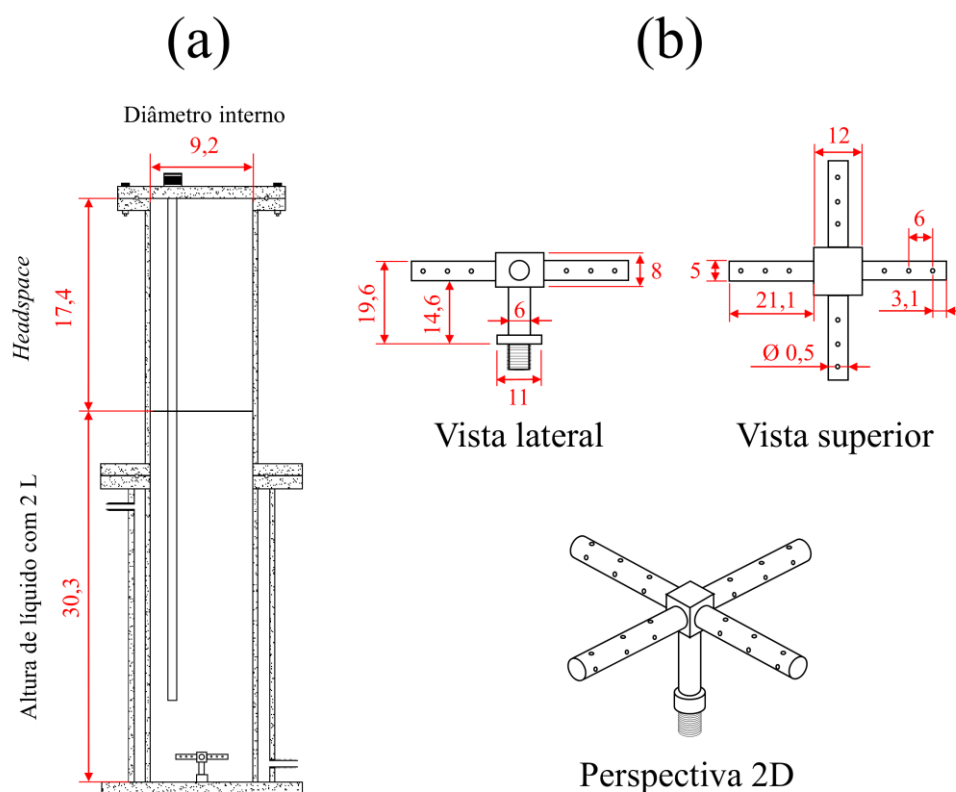 (a)
Diâmetro interno
9,2
Headspace
17,4
Altura de líquido com 2 L
30,3
(b)
19,6
14,6
6
11
8
Vista lateral
12
6
5
21,1
3,1
Ø 0,5
Vista superior
Perspectiva 2D